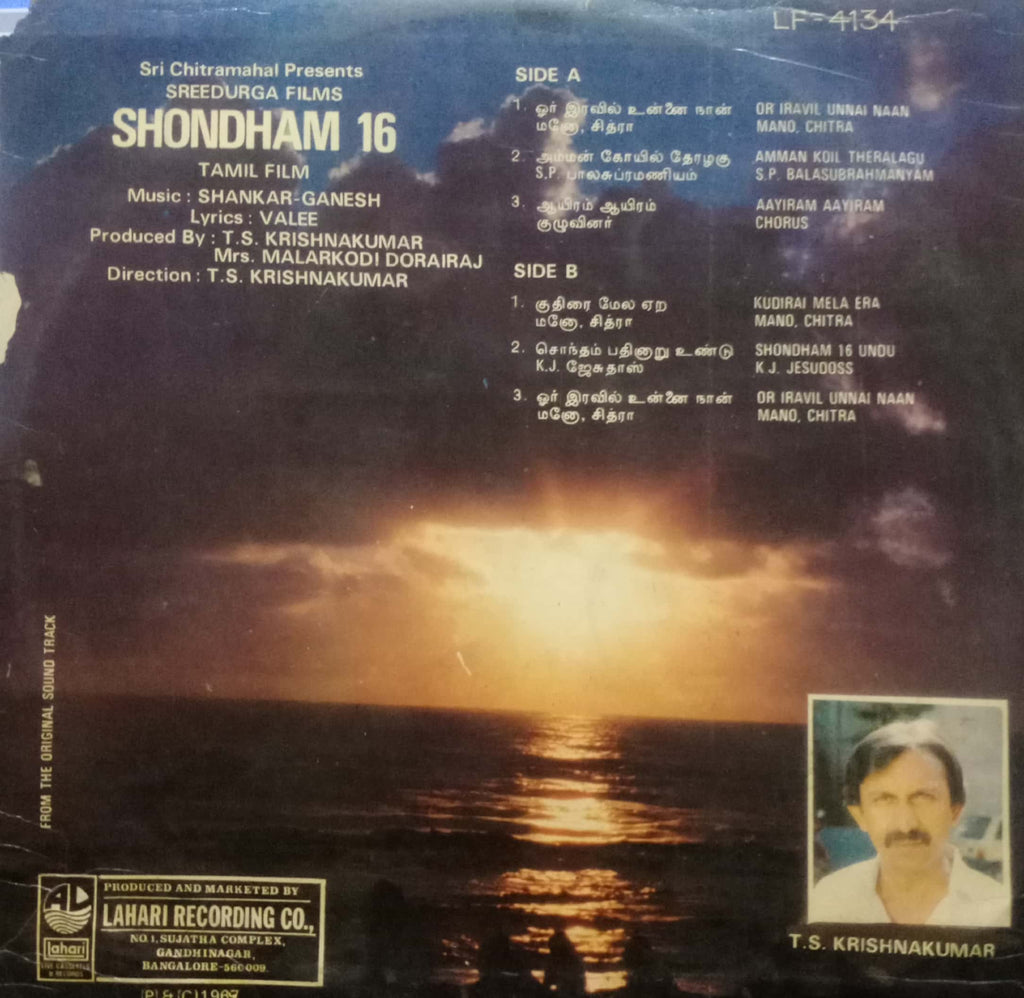 LF-4134
Sri Chitramahal Presents
SREEDURGA FILMS
SHONDHAM 16
TAMIL FILM
Music : SHANKAR-GANESH
Lyrics : VALEE
Produced By : T.S. KRISHNAKUMAR
Mrs. MALARKODI DORAIRAJ
Direction : T.S. KRISHNAKUMAR
SIDE A
1. ஓர் இரவில் உன்னை நான் OR IRAVIL UNNAI NAAN
மனோ, சித்ரா MANO, CHITRA
2. அம்மன் கோயில் தேரழகு AMMAN KOIL THERALAGU
S.P. பாலசுப்ரமணியம் S.P. BALASUBRAHMANYAM
3. ஆயிரம் ஆயிரம் AAYIRAM AAYIRAM
குழுவினர் CHORUS
SIDE B
1. குதிரை மேல ஏற KUDIRAI MELA ERA
மனோ, சித்ரா MANO, CHITRA
2. சொந்தம் பதினாறு உண்டு SHONDHAM 16 UNDU
K.J. ஜேசுதாஸ் K.J. JESUDOSS
3. ஓர் இரவில் உன்னை நான் OR IRAVIL UNNAI NAAN
மனோ, சித்ரா MANO, CHITRA
FROM THE ORIGINAL SOUND TRACK
T.S. KRISHNAKUMAR
lahari
PRODUCED AND MARKETED BY
LAHARI RECORDING CO.,
NO.1, SUJATHA COMPLEX,
GANDHINAGAR,
BANGALORE-560 009.
(P) & (C) 1987